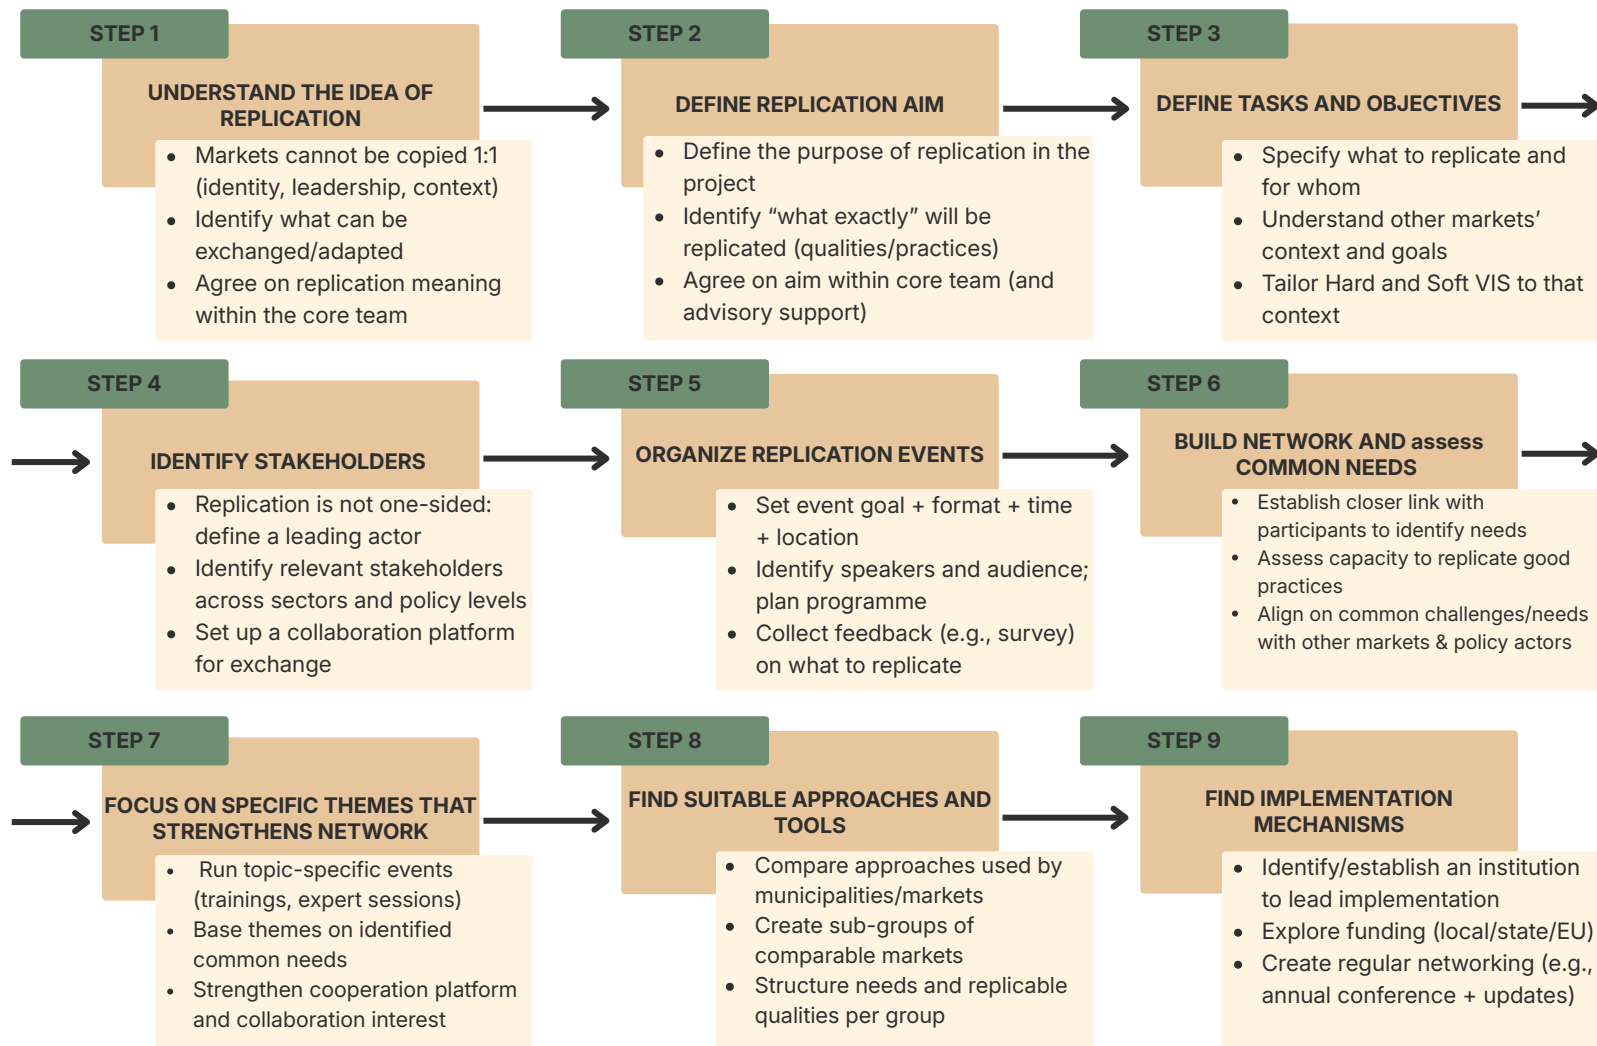 STEP 1
UNDERSTAND THE IDEA OF
REPLICATION
• Markets cannot be copied 1:1
(identity, leadership, context)
• Identify what can be
exchanged/adapted
• Agree on replication meaning
within the core team
STEP 2
DEFINE REPLICATION AIM
• Define the purpose of replication in the
project
• Identify “what exactly” will be
replicated (qualities/practices)
• Agree on aim within core team (and
advisory support)
STEP 3
DEFINE TASKS AND OBJECTIVES
• Specify what to replicate and
for whom
• Understand other markets’
context and goals
• Tailor Hard and Soft VIS to that
context
STEP 4
IDENTIFY STAKEHOLDERS
• Replication is not one-sided:
define a leading actor
• Identify relevant stakeholders
across sectors and policy levels
• Set up a collaboration platform
for exchange
STEP 5
ORGANIZE REPLICATION EVENTS
• Set event goal + format + time
+ location
• Identify speakers and audience;
plan programme
• Collect feedback (e.g., survey)
on what to replicate
STEP 6
BUILD NETWORK AND assess
COMMON NEEDS
• Establish closer link with
participants to identify needs
• Assess capacity to replicate good
practices
• Align on common challenges/needs
with other markets & policy actors
STEP 7
FOCUS ON SPECIFIC THEMES THAT
STRENGTHENS NETWORK
• Run topic-specific events
(trainings, expert sessions)
• Base themes on identified
common needs
• Strengthen cooperation platform
and collaboration interest
STEP 8
FIND SUITABLE APPROACHES AND
TOOLS
• Compare approaches used by
municipalities/markets
• Create sub-groups of
comparable markets
• Structure needs and replicable
qualities per group
STEP 9
FIND IMPLEMENTATION
MECHANISMS
• Identify/establish an institution
to lead implementation
• Explore funding (local/state/EU)
• Create regular networking (e.g.,
annual conference + updates)